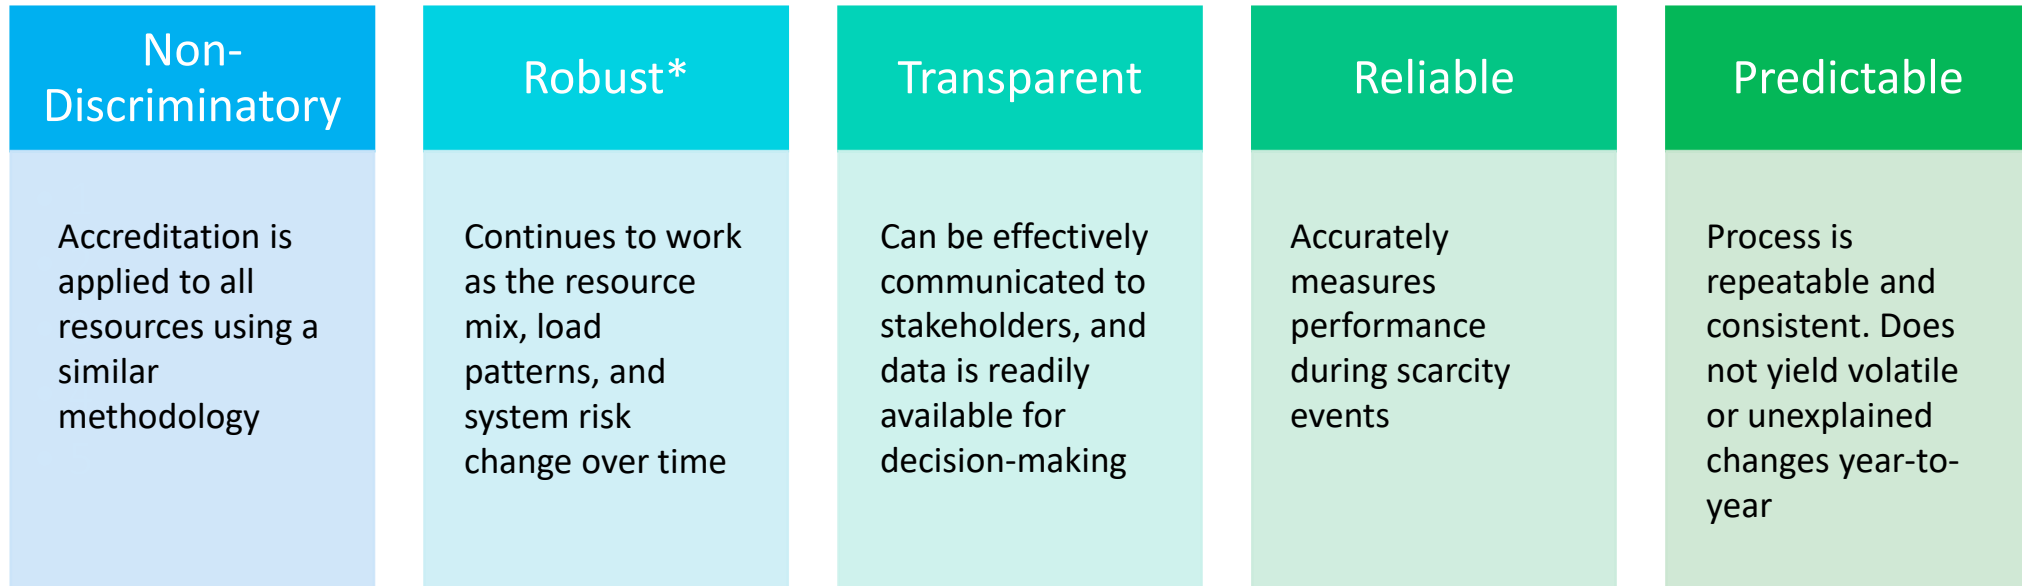 Non-
Discriminatory
Accreditation is
applied to all
resources using a
similar
methodology
Robust*
Continues to work
as the resource
mix, load
patterns, and
system risk
change over time
Transparent
Can be effectively
communicated to
stakeholders, and
data is readily
available for
decision-making
Reliable
Accurately
measures
performance
during scarcity
events
Predictable
Process is
repeatable and
consistent. Does
not yield volatile
or unexplained
changes year-to-
year